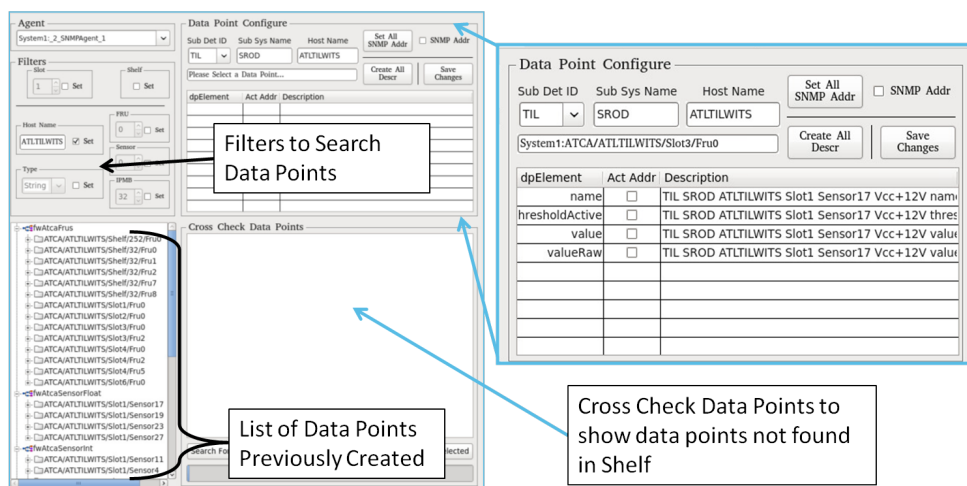 Agent
System1:_2_SNMPAgent_1
Filters
Slot
1
Set
Shelf
Set
Host Name
ATLTILWITS
Set
FRU
0
Set
Sensor
Type
String
Set
IPMB
32
Set
Data Point Configure
Sub Det ID Sub Sys Name Host Name
Set All
SNMP Addr
SNMP Addr
TIL SROD ATLTILWITS
Please Select a Data Point...
Create All
Descr
Save
Changes
dpElement Act Addr Description
Filters to Search
Data Points
fwAtcaFrus
ATCA/ATLTILWITS/Shelf/252/Fru0
ATCA/ATLTILWITS/Shelf/32/Fru0
ATCA/ATLTILWITS/Shelf/32/Fru1
ATCA/ATLTILWITS/Shelf/32/Fru2
ATCA/ATLTILWITS/Shelf/32/Fru7
ATCA/ATLTILWITS/Shelf/32/Fru8
ATCA/ATLTILWITS/Slot1/Fru0
ATCA/ATLTILWITS/Slot2/Fru0
ATCA/ATLTILWITS/Slot3/Fru0
ATCA/ATLTILWITS/Slot3/Fru2
ATCA/ATLTILWITS/Slot4/Fru0
ATCA/ATLTILWITS/Slot4/Fru2
ATCA/ATLTILWITS/Slot4/Fru5
ATCA/ATLTILWITS/Slot6/Fru0
fwAtcaSensorFloat
ATCA/ATLTILWITS/Slot1/Sensor17
ATCA/ATLTILWITS/Slot1/Sensor19
ATCA/ATLTILWITS/Slot1/Sensor23
ATCA/ATLTILWITS/Slot1/Sensor27
fwAtcaSensorInt
ATCA/ATLTILWITS/Slot1/Sensor11
ATCA/ATLTILWITS/Slot1/Sensor4
Cross Check Data Points
List of Data Points
Previously Created
Search For
lected
Data Point Configure
Sub Det ID Sub Sys Name Host Name
Set All
SNMP Addr
SNMP Addr
TIL SROD ATLTILWITS
System1:ATCA/ATLTILWITS/Slot3/Fru0
Create All
Descr
Save
Changes
dpElement Act Addr Description
name TIL SROD ATLTILWITS Slot1 Sensor17 Vcc+12V name
hresholdActive TIL SROD ATLTILWITS Slot1 Sensor17 Vcc+12V thres
value TIL SROD ATLTILWITS Slot1 Sensor17 Vcc+12V value
valueRaw TIL SROD ATLTILWITS Slot1 Sensor17 Vcc+12V value
Cross Check Data Points to
show data points not found
in Shelf